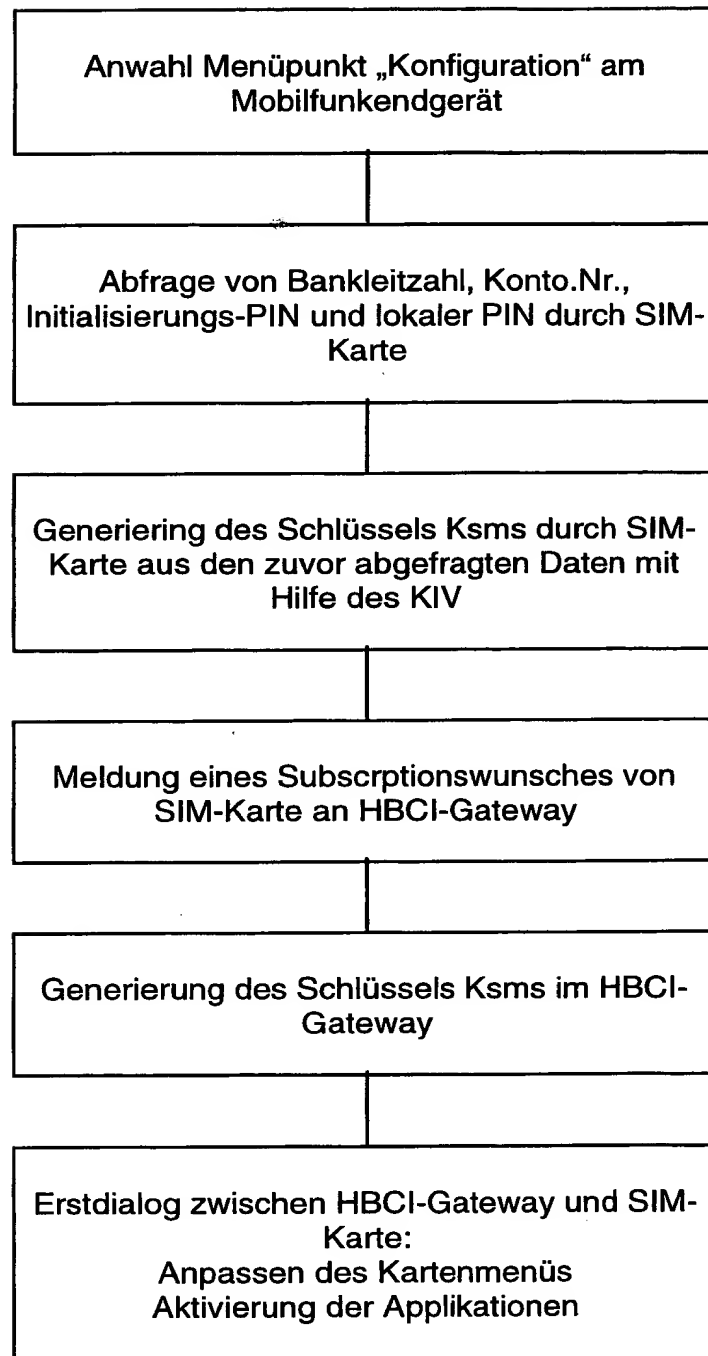 Anwahl Menüpunkt „Konfiguration“ am
Mobilfunkendgerät
Abfrage von Bankleitzahl, Konto.Nr.,
Initialisierungs-PIN und lokaler PIN durch SIM-
Karte
Generiering des Schlüssels Ksms durch SIM-
Karte aus den zuvor abgefragten Daten mit
Hilfe des KIV
Meldung eines Subscrptionswunsches von
SIM-Karte an HBCI-Gateway
Generierung des Schlüssels Ksms im HBCI-
Gateway
Erstdialog zwischen HBCI-Gateway und SIM-
Karte:
Anpassen des Kartenmenüs
Aktivierung der Applikationen